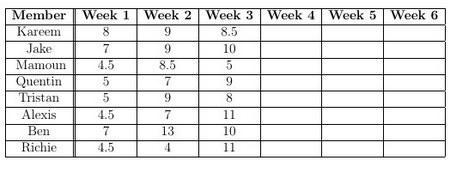 Member Week 1 Week 2 Week 3 Week 4 Week 5 Week 6
Kareem 8 9 8.5
Jake 7 9 10
Mamoun 4.5 8.5 5
Quentin 5 7 9
Tristan 5 9 8
Alexis 4.5 7 11
Ben 7 13 10
Richie 4.5 4 11